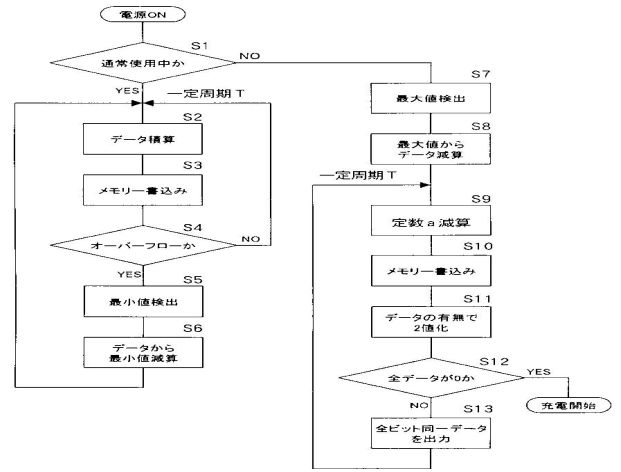 電源ON
S1
通常使用中か
NO
YES
一定周期T
S2
データ積算
S3
メモリー書込み
S4
オーバーフローか
NO
YES
S5
最小値検出
S6
データから
最小値減算
S7
最大値検出
S8
最大値から
データ減算
一定周期T
S9
定数a減算
S10
メモリー書込み
S11
データの有無で
2値化
S12
全データが0か
YES
充電開始
NO
S13
全ビット同一データ
を出力